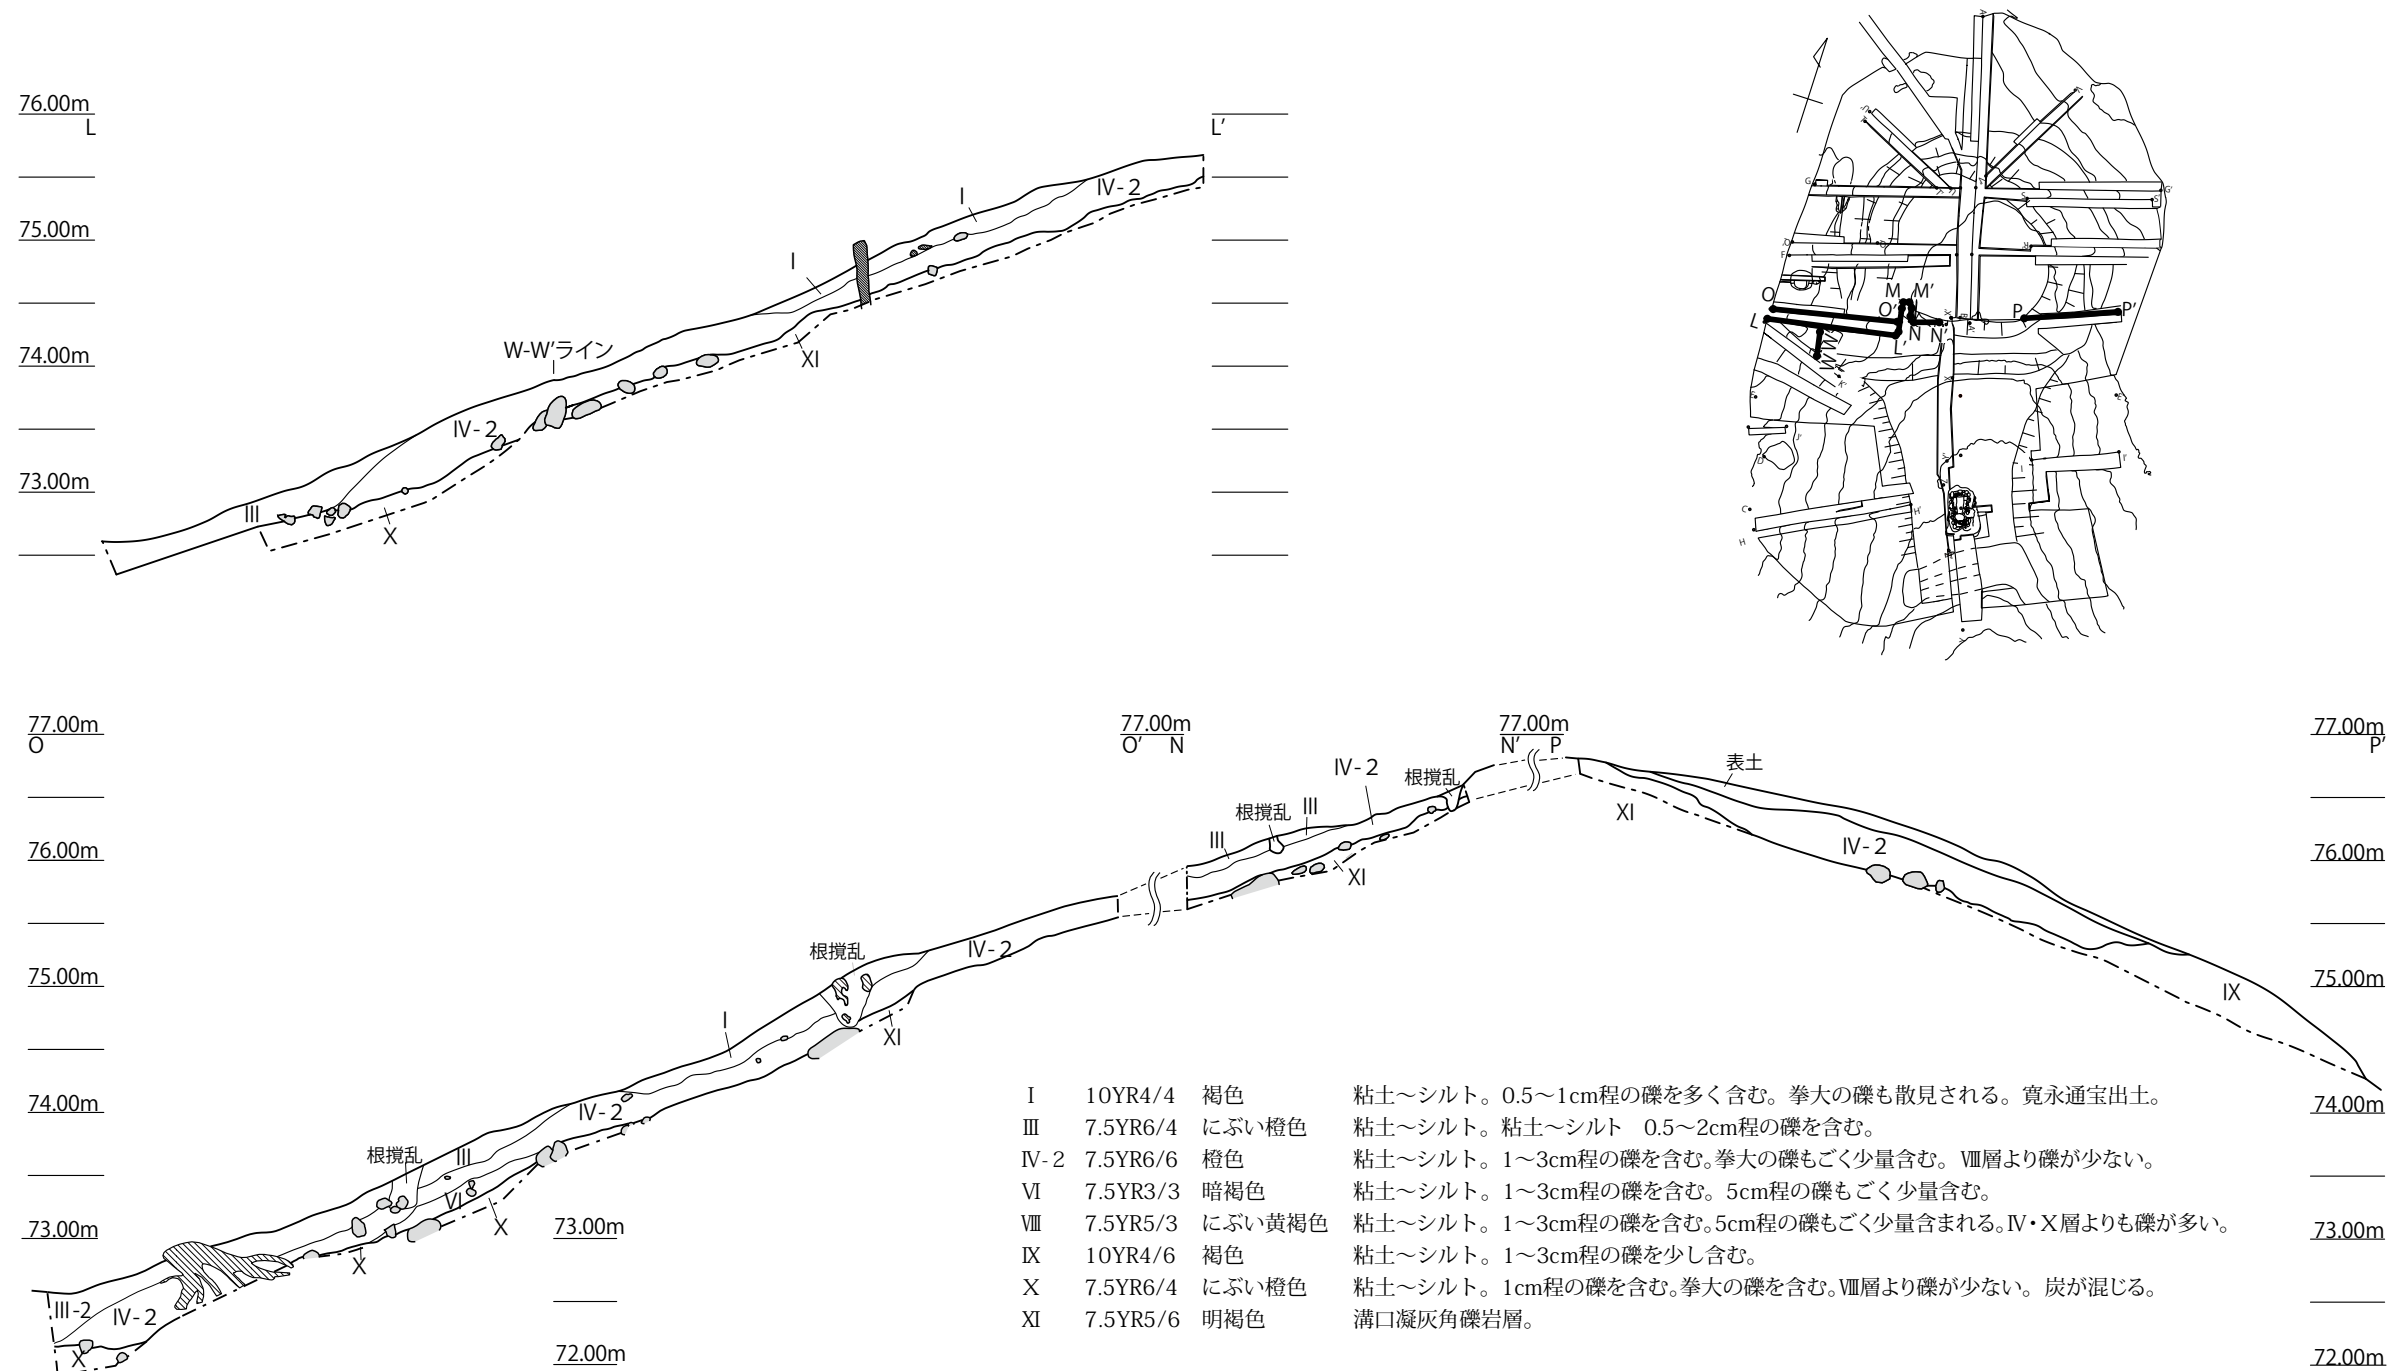 76.00m
L
L′
75.00m
74.00m
73.00m
Ⅰ
Ⅳ-2
Ⅰ
W-W′ライン
Ⅺ
Ⅳ-2
Ⅲ
Ⅹ
G
G′
F
O
M M′
O′
P
P′
L
N
N′
L′
E
D
C
H
H′
J′
I
I′
77.00m
O
77.00m
O′ N
77.00m
N′ P
77.00m
P′
76.00m
76.00m
75.00m
75.00m
74.00m
74.00m
73.00m
73.00m
73.00m
72.00m
72.00m
Ⅳ-2
根撹乱
表土
根撹乱
Ⅲ
Ⅲ
Ⅺ
Ⅺ
Ⅳ-2
Ⅸ
根撹乱
Ⅳ-2
Ⅰ
Ⅺ
Ⅳ-2
根撹乱
Ⅲ
Ⅵ
Ⅹ
Ⅹ
Ⅲ-2
Ⅳ-2
Ⅹ
Ⅰ 10YR4/4 褐色 粘土～シルト。0.5～1cm程の礫を多く含む。拳大の礫も散見される。寛永通宝出土。
Ⅲ 7.5YR6/4 にぶい橙色 粘土～シルト。粘土～シルト　0.5～2cm程の礫を含む。
Ⅳ-2 7.5YR6/6 橙色 粘土～シルト。1～3cm程の礫を含む。拳大の礫もごく少量含む。Ⅷ層より礫が少ない。
Ⅵ 7.5YR3/3 暗褐色 粘土～シルト。1～3cm程の礫を含む。5cm程の礫もごく少量含む。
Ⅷ 7.5YR5/3 にぶい黄褐色 粘土～シルト。1～3cm程の礫を含む。5cm程の礫もごく少量含まれる。Ⅳ・Ⅹ層よりも礫が多い。
Ⅸ 10YR4/6 褐色 粘土～シルト。1～3cm程の礫を少し含む。
Ⅹ 7.5YR6/4 にぶい橙色 粘土～シルト。1cm程の礫を含む。拳大の礫を含む。Ⅷ層より礫が少ない。炭が混じる。
Ⅺ 7.5YR5/6 明褐色 溝口凝灰角礫岩層。